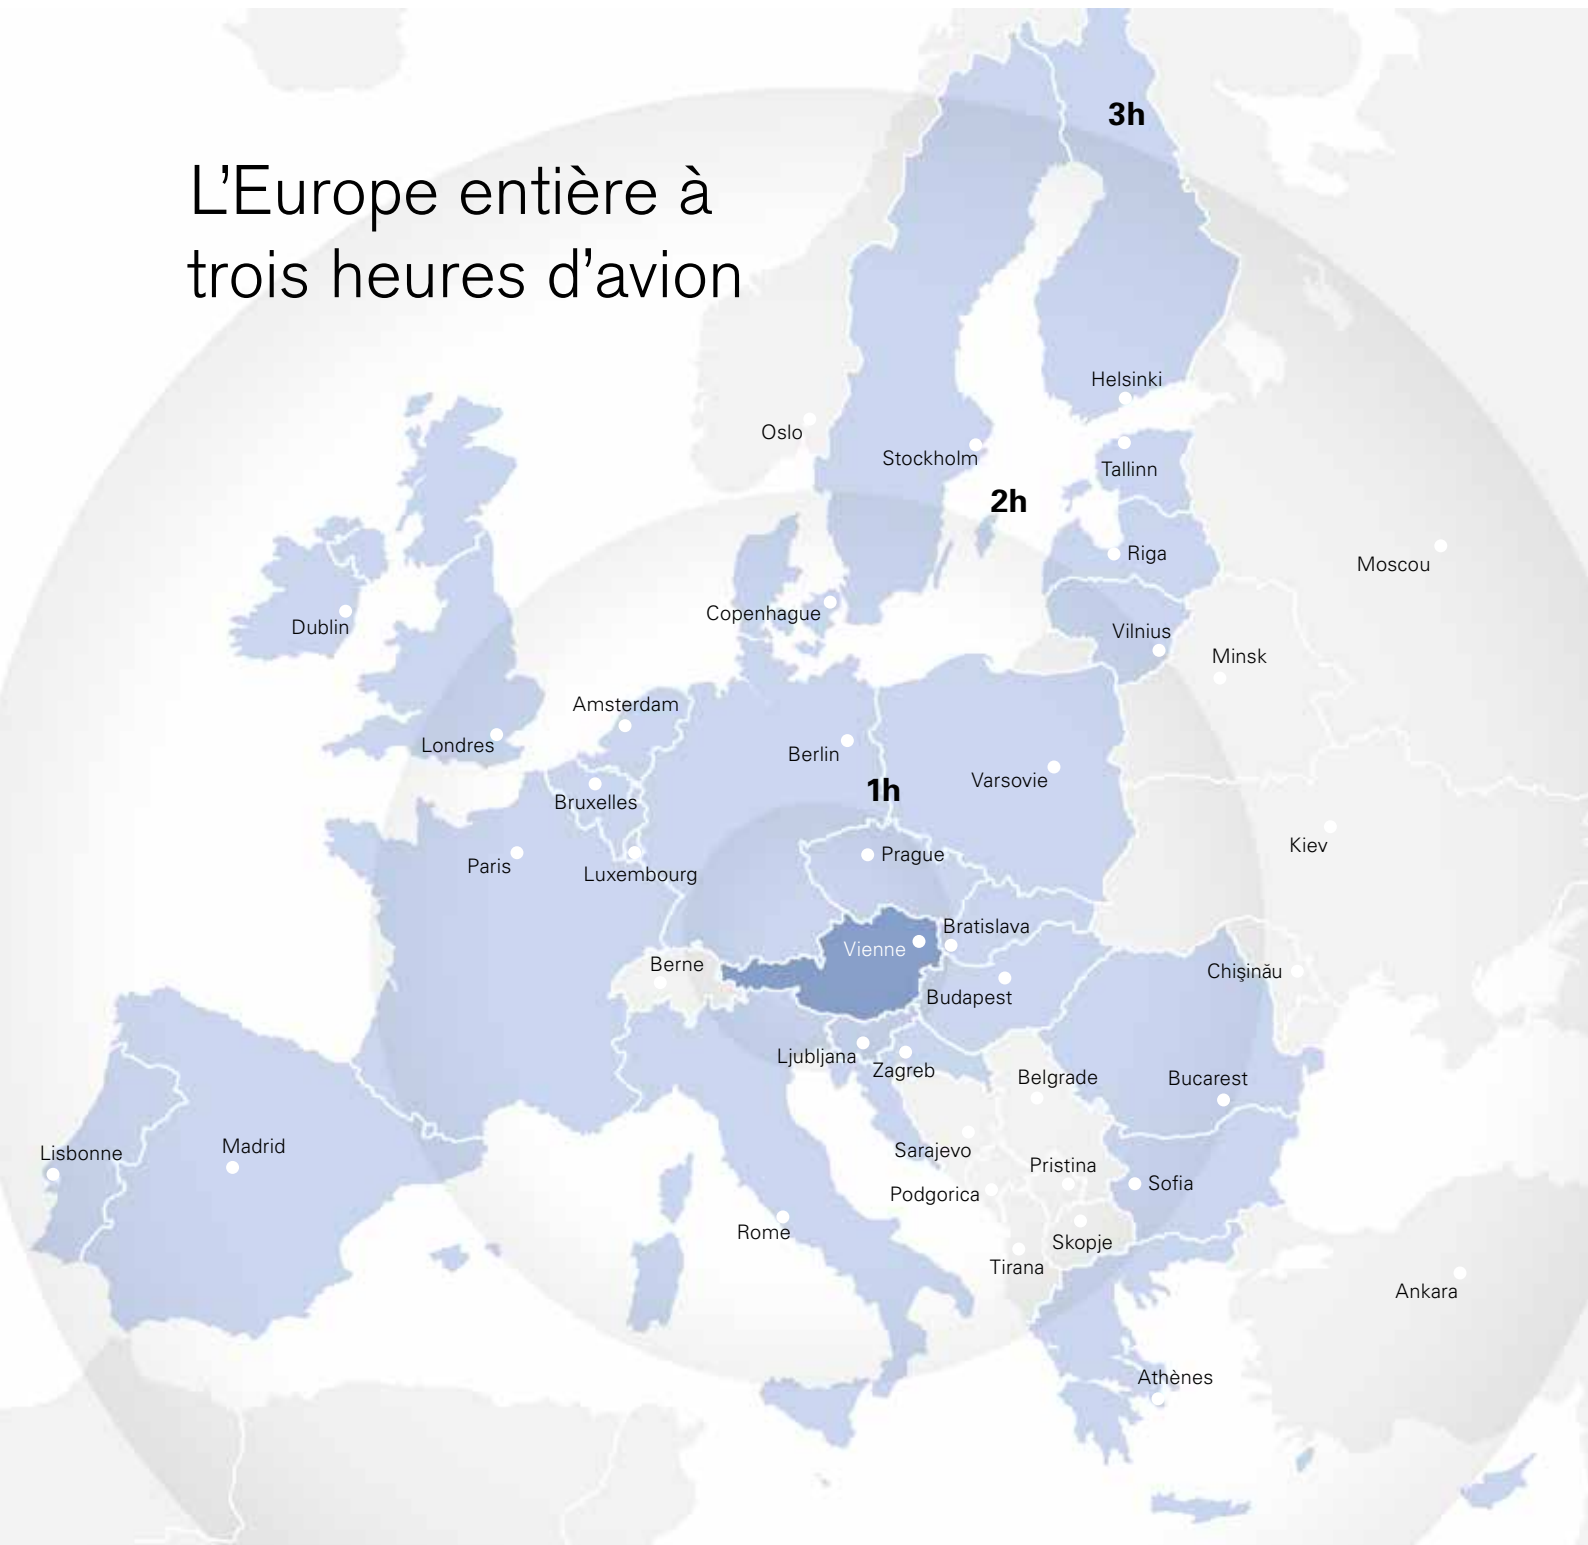 3h
L’Europe entière à
trois heures d’avion
Helsinki
Oslo
Stockholm
Tallinn
2h
Riga
Moscou
Copenhague
Dublin
Vilnius
Minsk
Amsterdam
Londres
Berlin
1h
Varsovie
Bruxelles
Kiev
Paris
Prague
Luxembourg
Bratislava
Vienne
Berne
Chişinău
Budapest
Ljubljana
Zagreb
Belgrade
Bucarest
Lisbonne
Madrid
Sarajevo
Pristina
Sofia
Podgorica
Rome
Skopje
Tirana
Ankara
Athènes